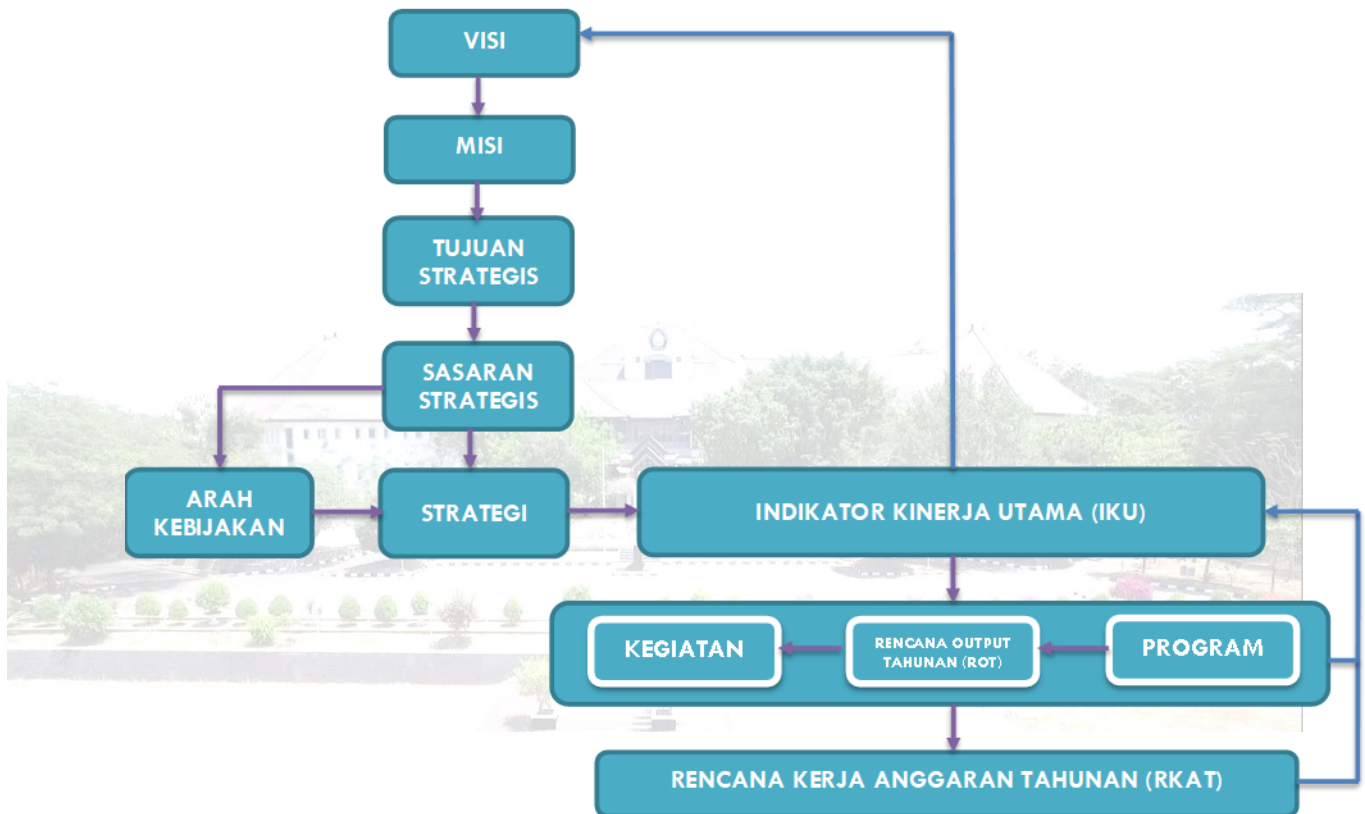 VISI
MISI
TUJUAN
STRATEGIS
SASARAN
STRATEGIS
ARAH
KEBIJAKAN
STRATEGI
INDIKATOR KINERJA UTAMA (IKU)
KEGIATAN
RENCANA OUTPUT
TAHUNAN (ROT)
PROGRAM
RENCANA KERJA ANGGARAN TAHUNAN (RKAT)